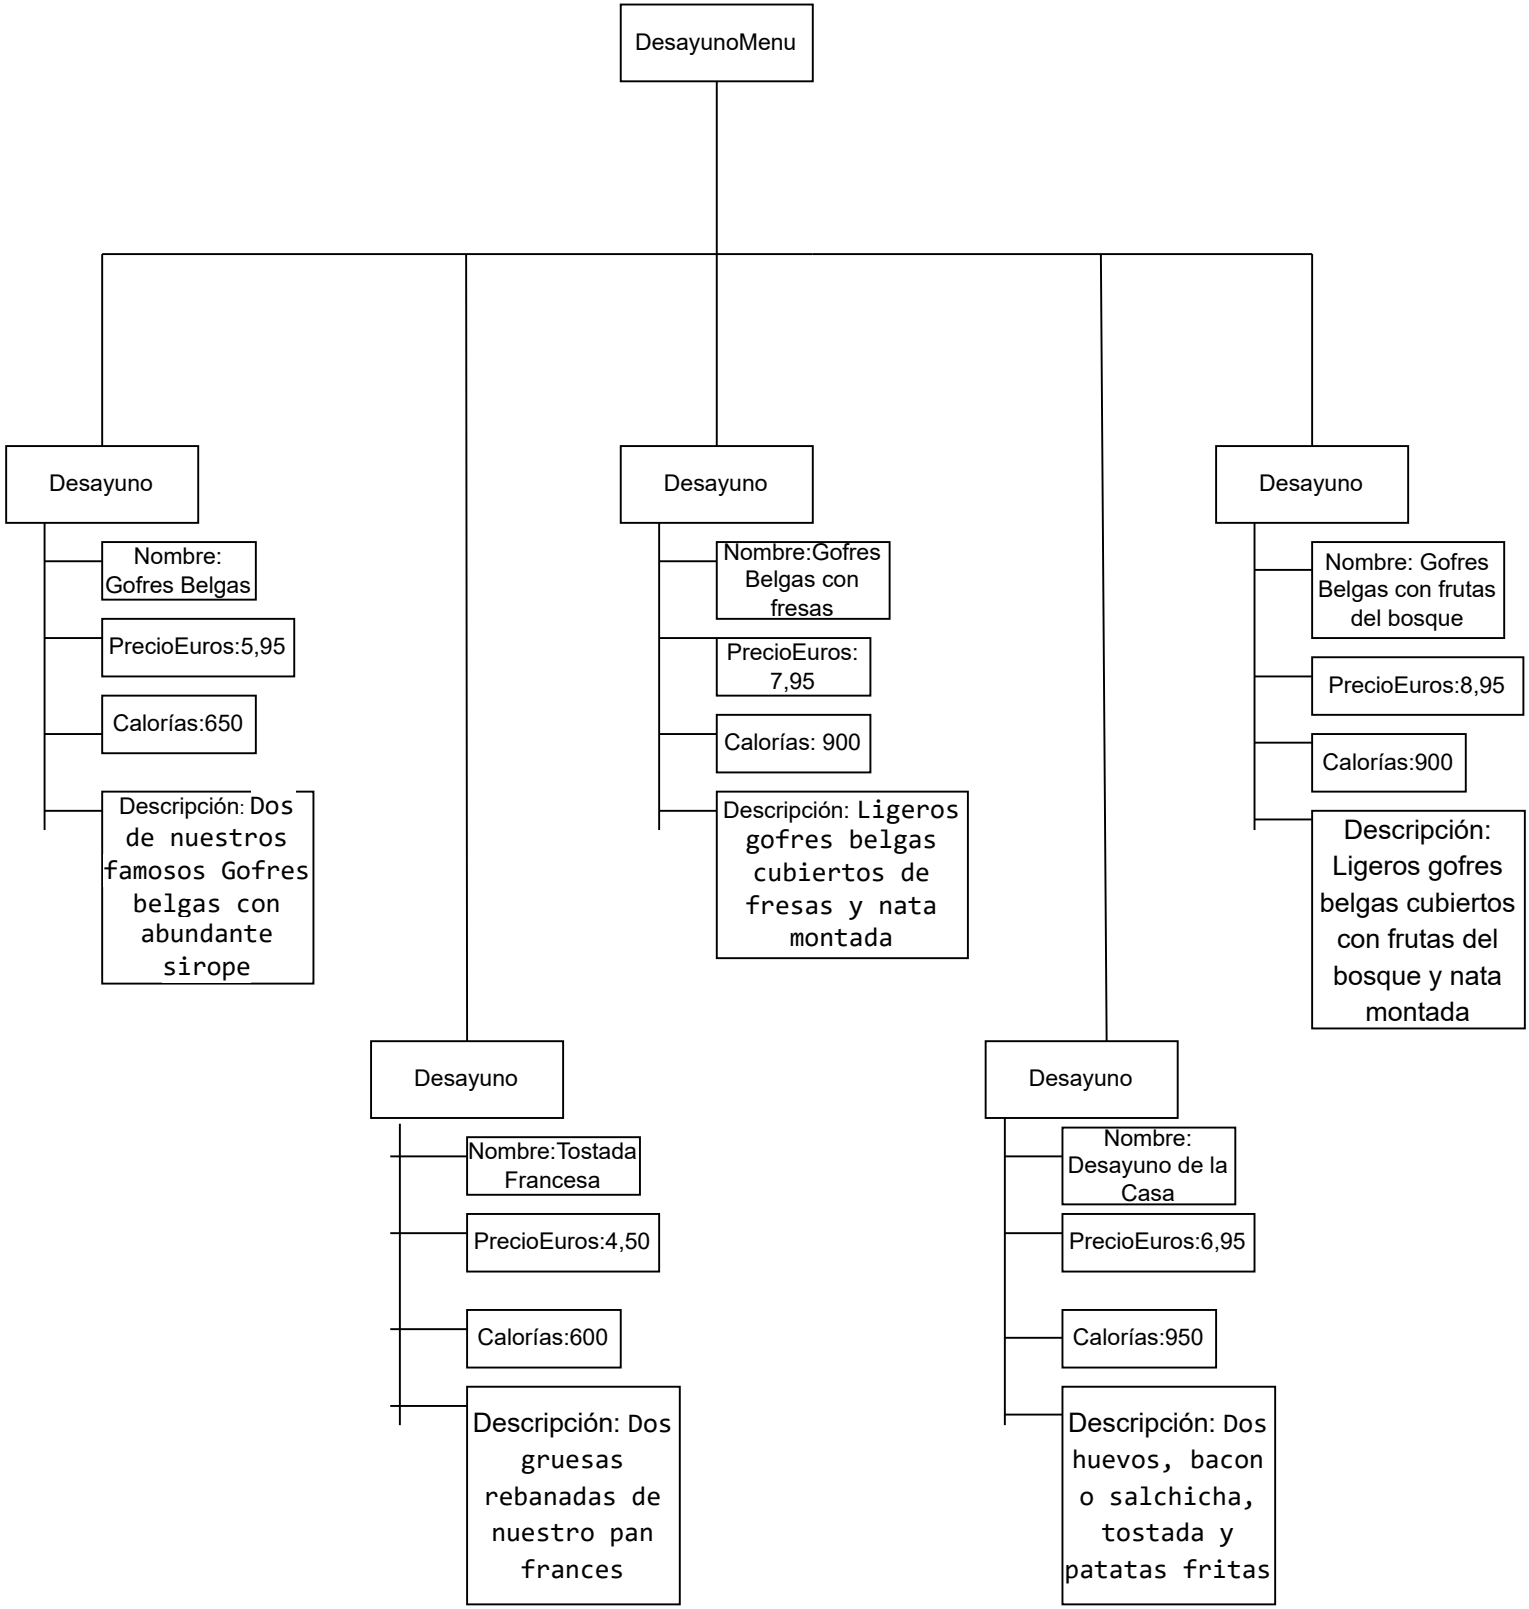 DesayunoMenu
Desayuno
Nombre:
Gofres Belgas
PrecioEuros:5,95
Calorías:650
Descripción: Dos
de nuestros
famosos Gofres
belgas con
abundante
sirope
Desayuno
Nombre:Gofres
Belgas con
fresas
PrecioEuros:
7,95
Calorías: 900
Descripción: Ligeros
gofres belgas
cubiertos de
fresas y nata
montada
Desayuno
Nombre: Gofres
Belgas con frutas
del bosque
PrecioEuros:8,95
Calorías:900
Descripción:
Ligeros gofres
belgas cubiertos
con frutas del
bosque y nata
montada
Desayuno
Nombre:Tostada
Francesa
PrecioEuros:4,50
Calorías:600
Descripción: Dos
gruesas
rebanadas de
nuestro pan
frances
Desayuno
Nombre:
Desayuno de la
Casa
PrecioEuros:6,95
Calorías:950
Descripción: Dos
huevos, bacon
o salchicha,
tostada y
patatas fritas